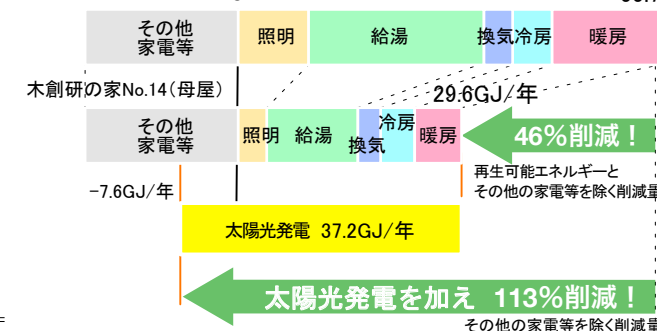 その他
家電等
照明
給湯
換気
冷房
暖房
木創研の家No.14(母屋)
29.6GJ/年
その他
家電等
照明
給湯
換気
冷房
暖房
46%削減！
-7.6GJ/年
再生可能エネルギーと
その他の家電等を除く削減量
太陽光発電 37.2GJ/年
太陽光発電を加え 113%削減！
その他の家電等を除く削減量